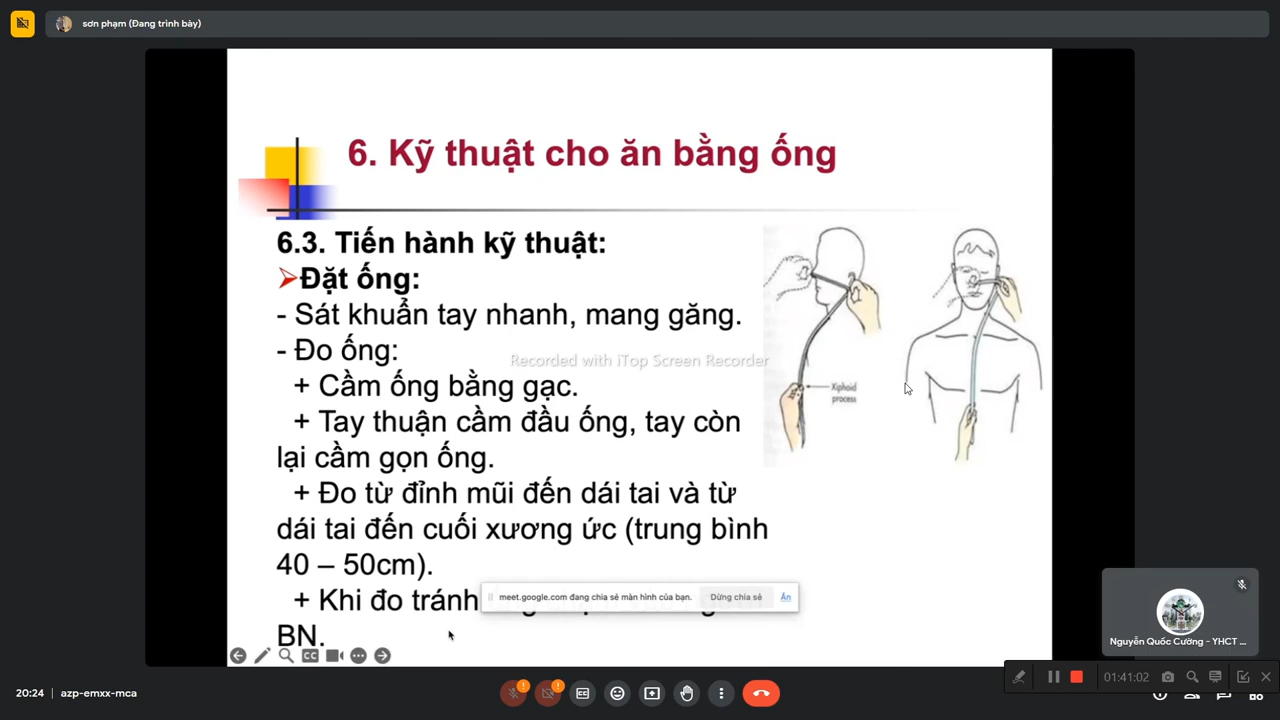 sơn phạm (Đang trình bày)
6. Kỹ thuật cho ăn bằng ống
6.3. Tiến hành kỹ thuật:
Đặt ống:
- Sát khuẩn tay nhanh, mang găng.
- Đo ống:
Recorded with iTop Screen Recorder
+ Cầm ống bằng gạc.
+ Tay thuận cầm đầu ống, tay còn
lại cầm gọn ống.
+ Đo từ đỉnh mũi đến dái tai và từ
dái tai đến cuối xương ức (trung bình
40 – 50cm).
+ Khi đo tránh
BN.
Xiphoid
process
meet.google.com đang chia sẻ màn hình của bạn.
Dừng chia sẻ
Ẩn
CC
Nguyễn Quốc Cường - YHCT ...
20:24
azp-emxx-mca
01:41:02